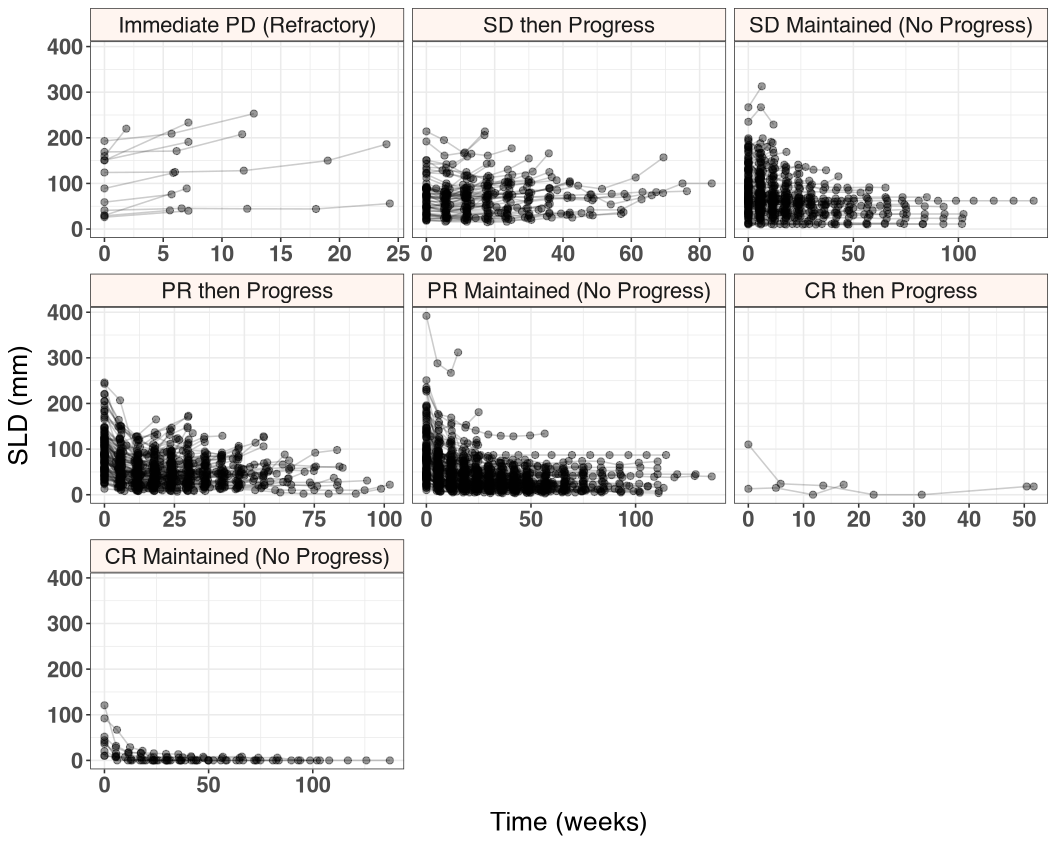 Immediate PD (Refractory) SD then Progress SD Maintained (No Progress)
400
300
200
100
0
0 5 10 15 20 25 0 20 40 60 80 0 50 100
PR then Progress PR Maintained (No Progress) CR then Progress
400
300
200
100
0
0 25 50 75 100 0 50 100 0 10 20 30 40 50
CR Maintained (No Progress)
400
300
200
100
0
0 50 100
SLD (mm)
Time (weeks)